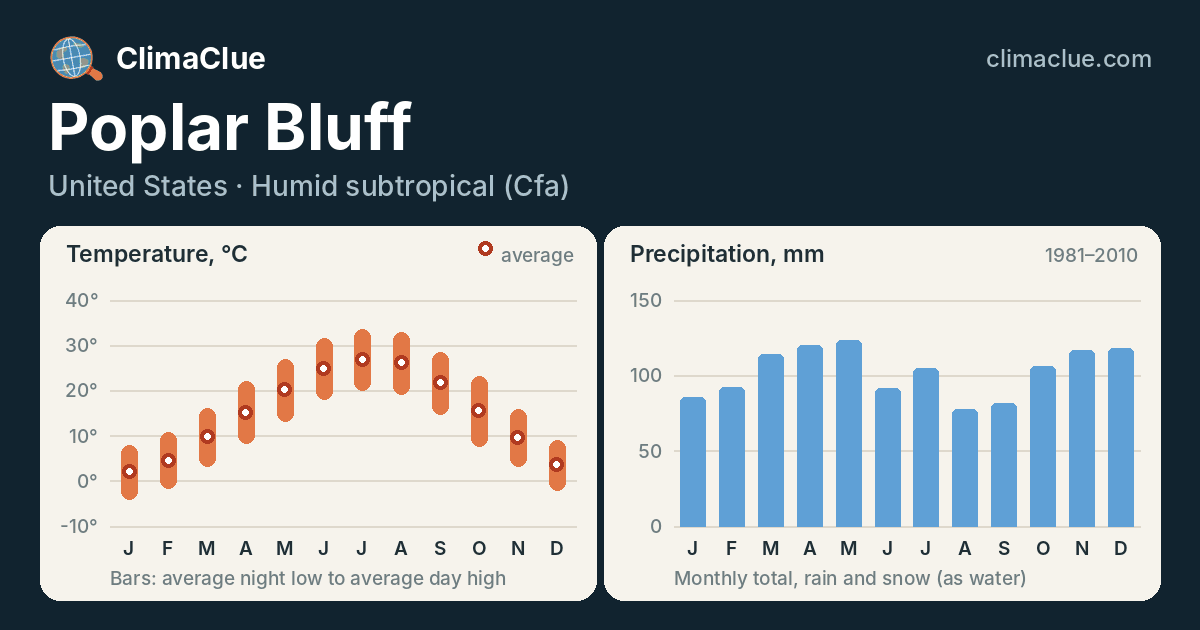 ClimaClue
climaclue.com
Poplar Bluff
United States · Humid subtropical (Cfa)
Temperature, °C
average
40°
30°
20°
10°
0°
-10°
J F M A M J J A S O N D
Bars: average night low to average day high
Precipitation, mm
1981–2010
150
100
50
0
J F M A M J J A S O N D
Monthly total, rain and snow (as water)